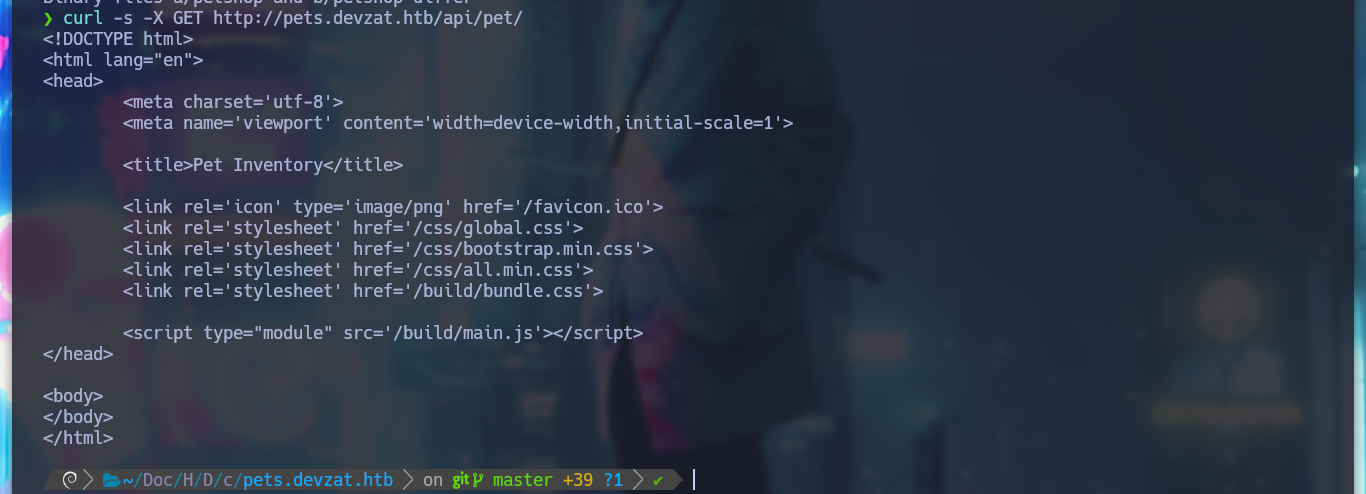 Binary files a/petshop and b/petshop differ
❯ curl -s -X GET http://pets.devzat.htb/api/pet/
<!DOCTYPE html>
<html lang="en">
<head>
        <meta charset='utf-8'>
        <meta name='viewport' content='width=device-width,initial-scale=1'>

        <title>Pet Inventory</title>

        <link rel='icon' type='image/png' href='/favicon.ico'>
        <link rel='stylesheet' href='/css/global.css'>
        <link rel='stylesheet' href='/css/bootstrap.min.css'>
        <link rel='stylesheet' href='/css/all.min.css'>
        <link rel='stylesheet' href='/build/bundle.css'>

        <script type="module" src='/build/main.js'></script>
</head>

<body>
</body>
</html>

~/Doc/H/D/c/pets.devzat.htb on git master +39 ?1 ✔